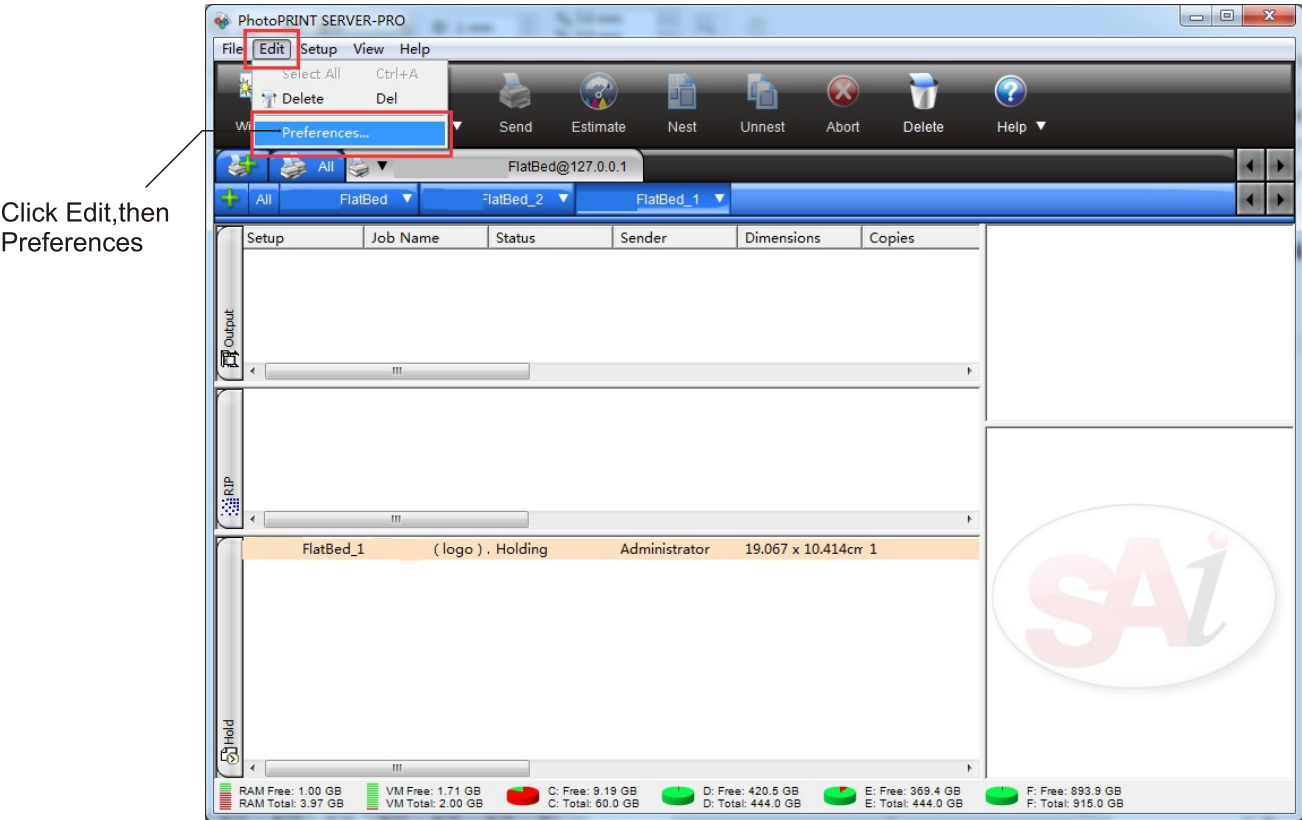 PhotoPRINT SERVER-PRO
File Edit Setup View Help
Select All Ctrl+A
Delete Del
Preferences...
Send Estimate Nest Unnest Abort Delete Help
All FlatBed@127.0.0.1
All FlatBed FlatBed_2 FlatBed_1
Click Edit,then
Preferences
Setup Job Name Status Sender Dimensions Copies
Output
RIP
FlatBed_1 ( logo ) . Holding Administrator 19.067 x 10.414cm 1
SAi
Hold
RAM Free: 1.00 GB VM Free: 1.71 GB C: Free: 9.19 GB D: Free: 420.5 GB E: Free: 369.4 GB F: Free: 893.9 GB
RAM Total: 3.97 GB VM Total: 2.00 GB C: Total: 60.0 GB D: Total: 444.0 GB E: Total: 444.0 GB F: Total: 915.0 GB